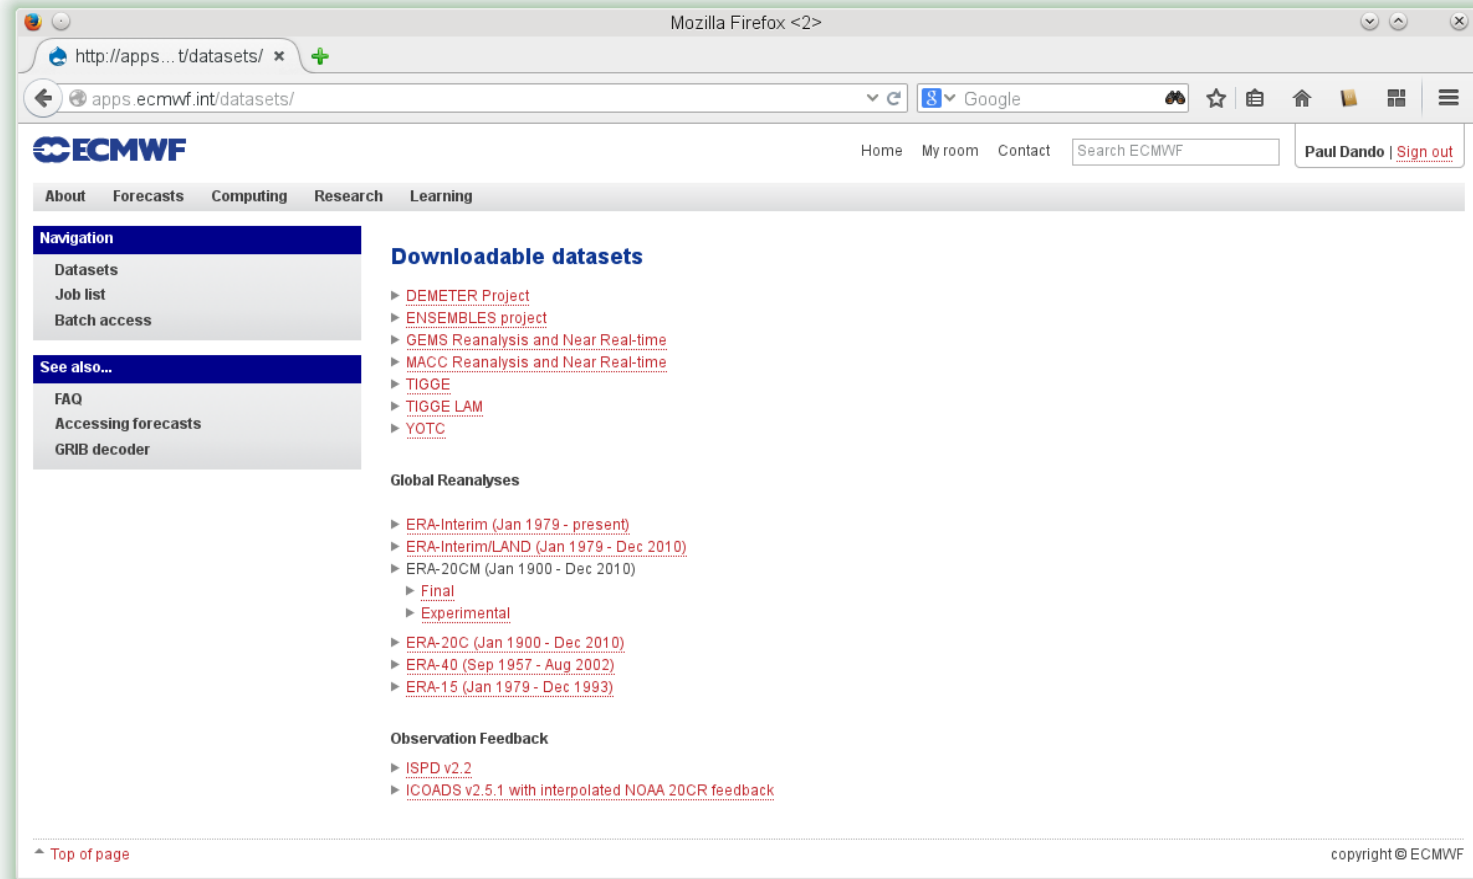 Mozilla Firefox <2>
http://apps...t/datasets/
apps.ecmwf.int/datasets/
Google
ECMWF
Home My room Contact Search ECMWF Paul Dando | Sign out
About Forecasts Computing Research Learning
Navigation
Datasets
Job list
Batch access
See also...
FAQ
Accessing forecasts
GRIB decoder
Downloadable datasets
DEMETER Project
ENSEMBLES project
GEMS Reanalysis and Near Real-time
MACC Reanalysis and Near Real-time
TIGGE
TIGGE LAM
YOTC
Global Reanalyses
ERA-Interim (Jan 1979 - present)
ERA-Interim/LAND (Jan 1979 - Dec 2010)
ERA-20CM (Jan 1900 - Dec 2010)
Final
Experimental
ERA-20C (Jan 1900 - Dec 2010)
ERA-40 (Sep 1957 - Aug 2002)
ERA-15 (Jan 1979 - Dec 1993)
Observation Feedback
ISPD v2.2
ICOADS v2.5.1 with interpolated NOAA 20CR feedback
Top of page
copyright © ECMWF